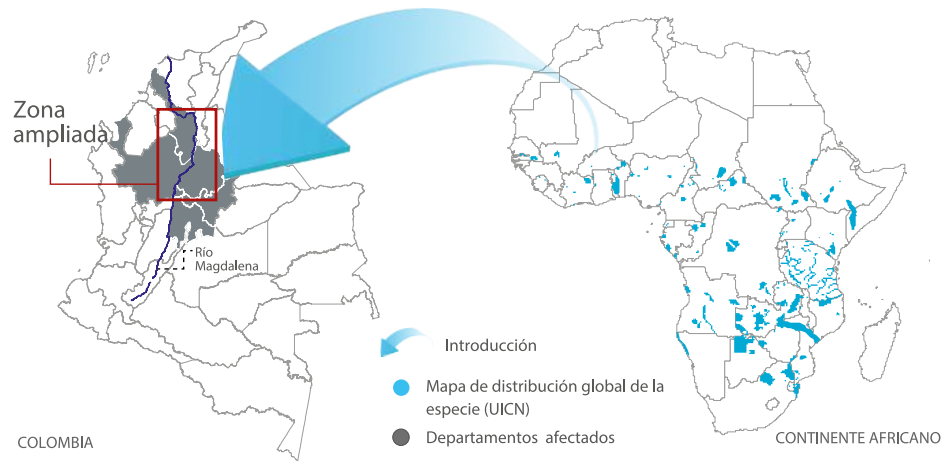 Zona
ampliada
Río
Magdalena
Introducción
Mapa de distribución global de la
especie (UICN)
Departamentos afectados
COLOMBIA
CONTINENTE AFRICANO